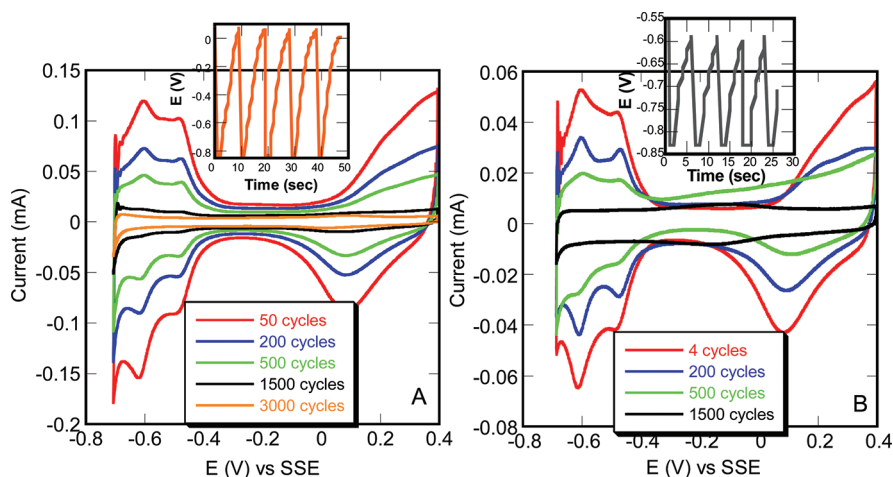 0
-0.2
-0.4
-0.6
-0.8
E (V)
0 10 20 30 40 50
Time (sec)
0.15
0.1
0.05
0
-0.05
-0.1
-0.15
-0.2
Current (mA)
50 cycles
200 cycles
500 cycles
1500 cycles
3000 cycles
A
-0.8 -0.6 -0.4 -0.2 0 0.2 0.4
E (V) vs SSE
-0.55
-0.6
-0.65
-0.7
-0.75
-0.8
-0.85
E (V)
0 5 10 15 20 25 30
Time (sec)
0.06
0.04
0.02
0
-0.02
-0.04
-0.06
-0.08
Current (mA)
4 cycles
200 cycles
500 cycles
1500 cycles
B
-0.8 -0.6 -0.4 -0.2 0 0.2 0.4
E (V) vs SSE